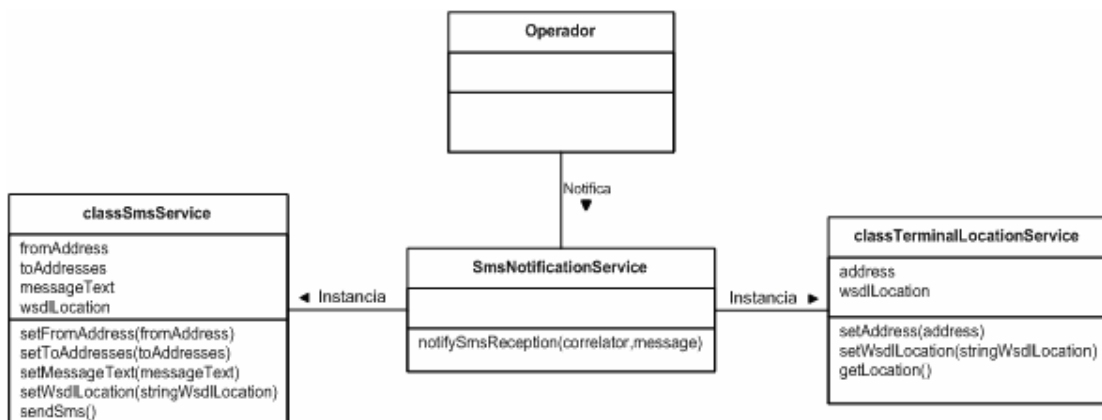 Operador
Notifica
classSmsService
fromAddress
toAddresses
messageText
wsdlLocation
setFromAddress(fromAddress)
setToAddresses(toAddresses)
setMessageText(messageText)
setWsdlLocation(stringWsdlLocation)
sendSms()
Instancia
SmsNotificationService
notifySmsReception(correlator,message)
Instancia
classTerminalLocationService
address
wsdlLocation
setAddress(address)
setWsdlLocation(stringWsdlLocation)
getLocation()